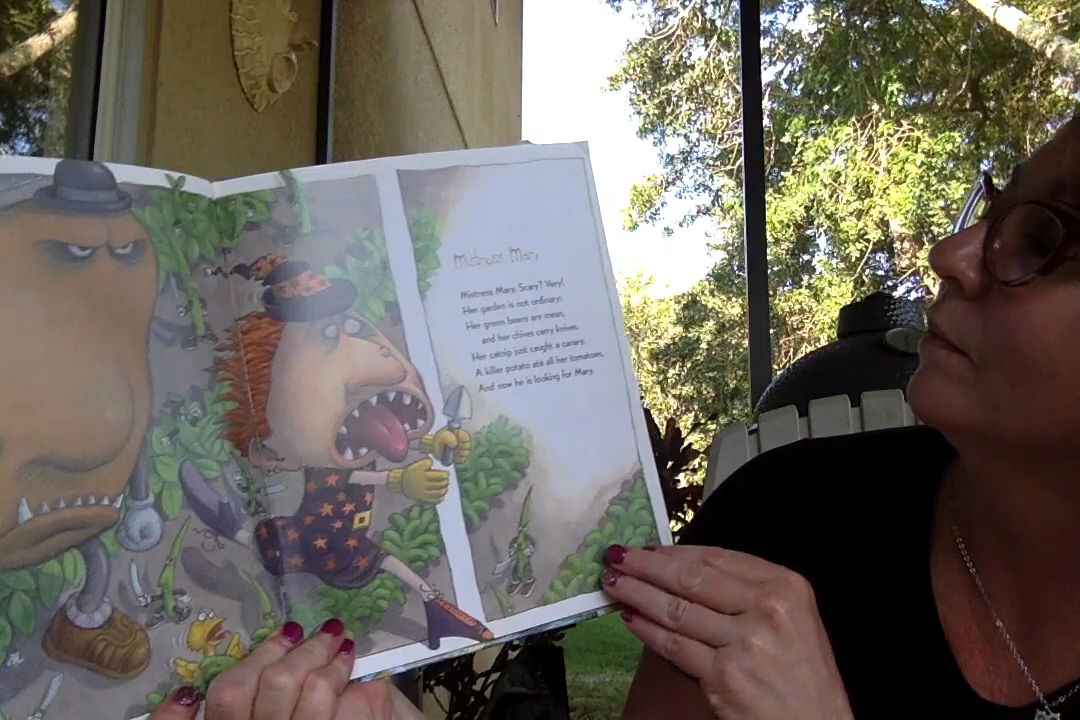 Mistress Mary
Mistress Mary. Scary? Very!
Her garden is not ordinary:
Her green beans are mean,
and her chives carry knives.
Her catnip just caught a canary.
A killer potato ate all her tomatoes,
And now he is looking for Mary.